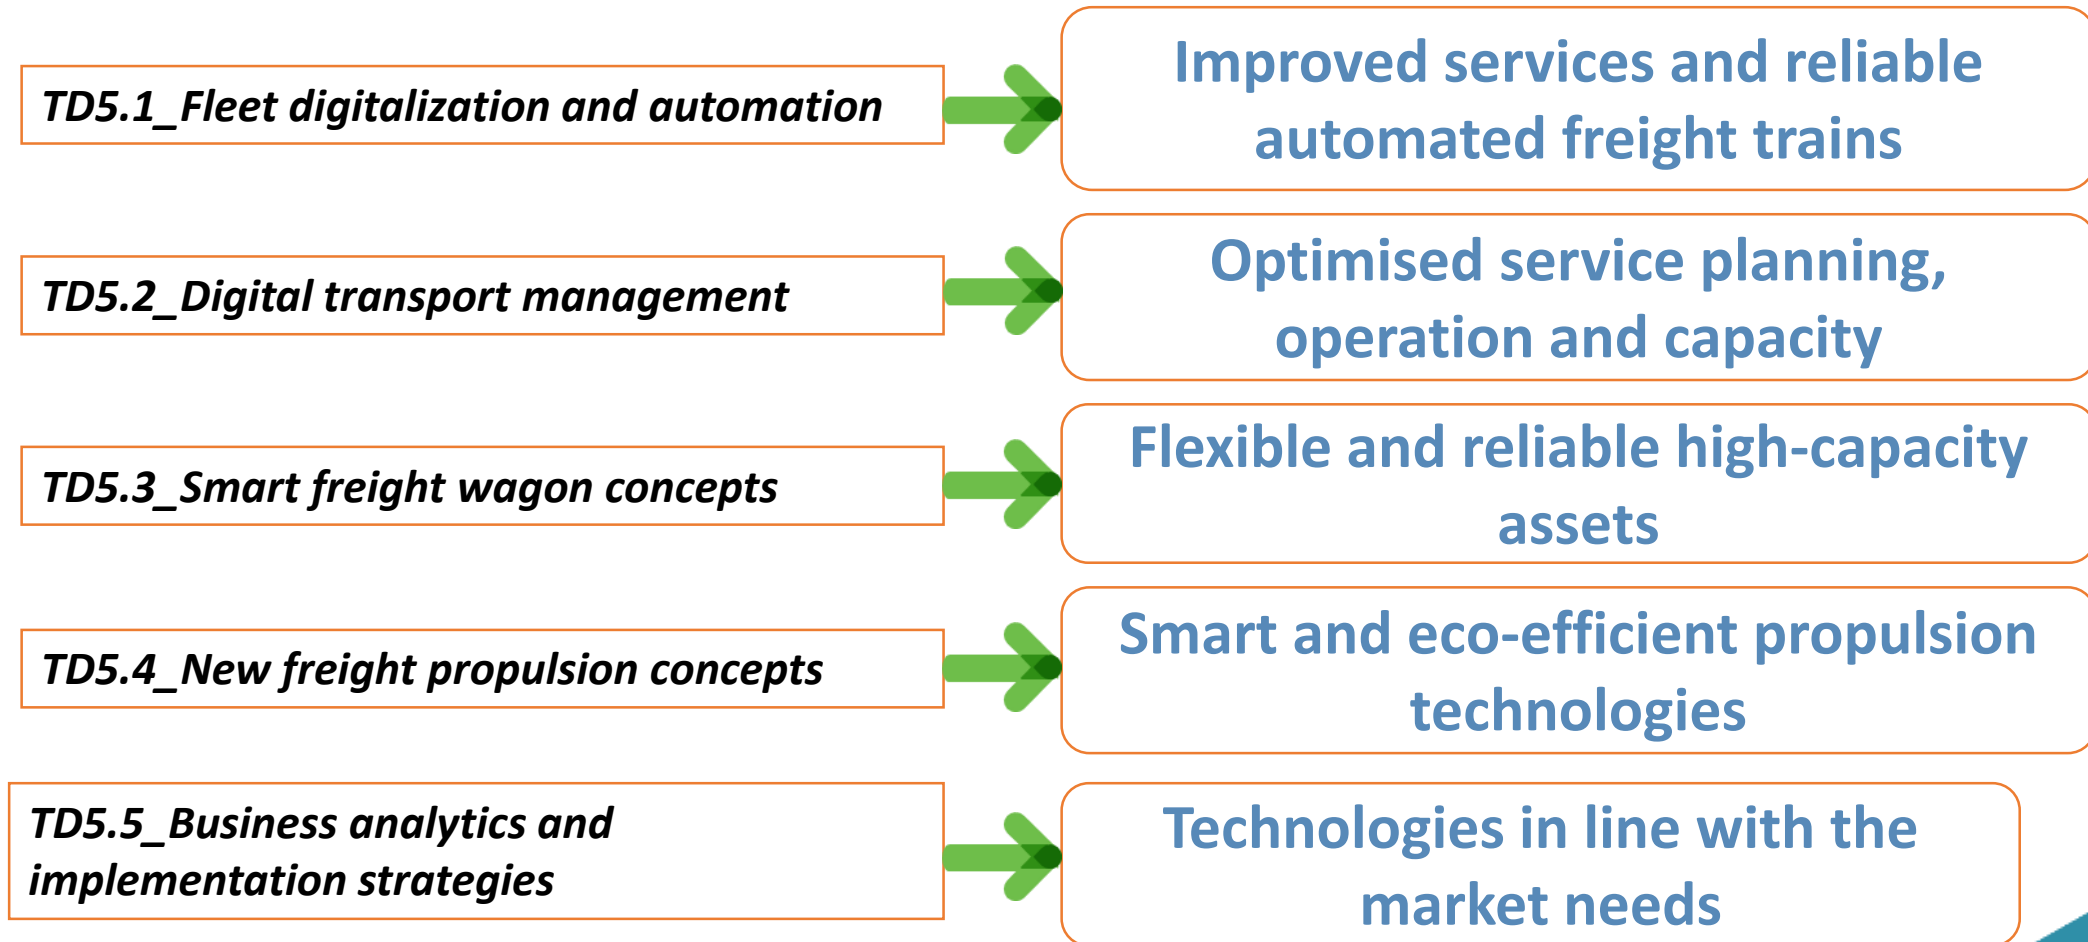 TD5.1_Fleet digitalization and automation
Improved services and reliable
automated freight trains
TD5.2_Digital transport management
Optimised service planning,
operation and capacity
TD5.3_Smart freight wagon concepts
Flexible and reliable high-capacity
assets
TD5.4_New freight propulsion concepts
Smart and eco-efficient propulsion
technologies
TD5.5_Business analytics and
implementation strategies
Technologies in line with the
market needs